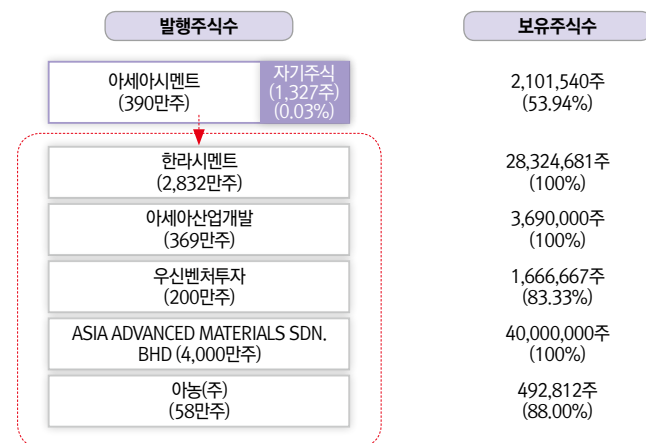 발행주식수
보유주식수
아세아시멘트
(390만주)
자기주식
(1,327주)
(0.03%)
2,101,540주
(53.94%)
한라시멘트
(2,832만주)
28,324,681주
(100%)
아세아산업개발
(369만주)
3,690,000주
(100%)
우신벤처투자
(200만주)
1,666,667주
(83.33%)
ASIA ADVANCED MATERIALS SDN.
BHD (4,000만주)
40,000,000주
(100%)
아농(주)
(58만주)
492,812주
(88.00%)